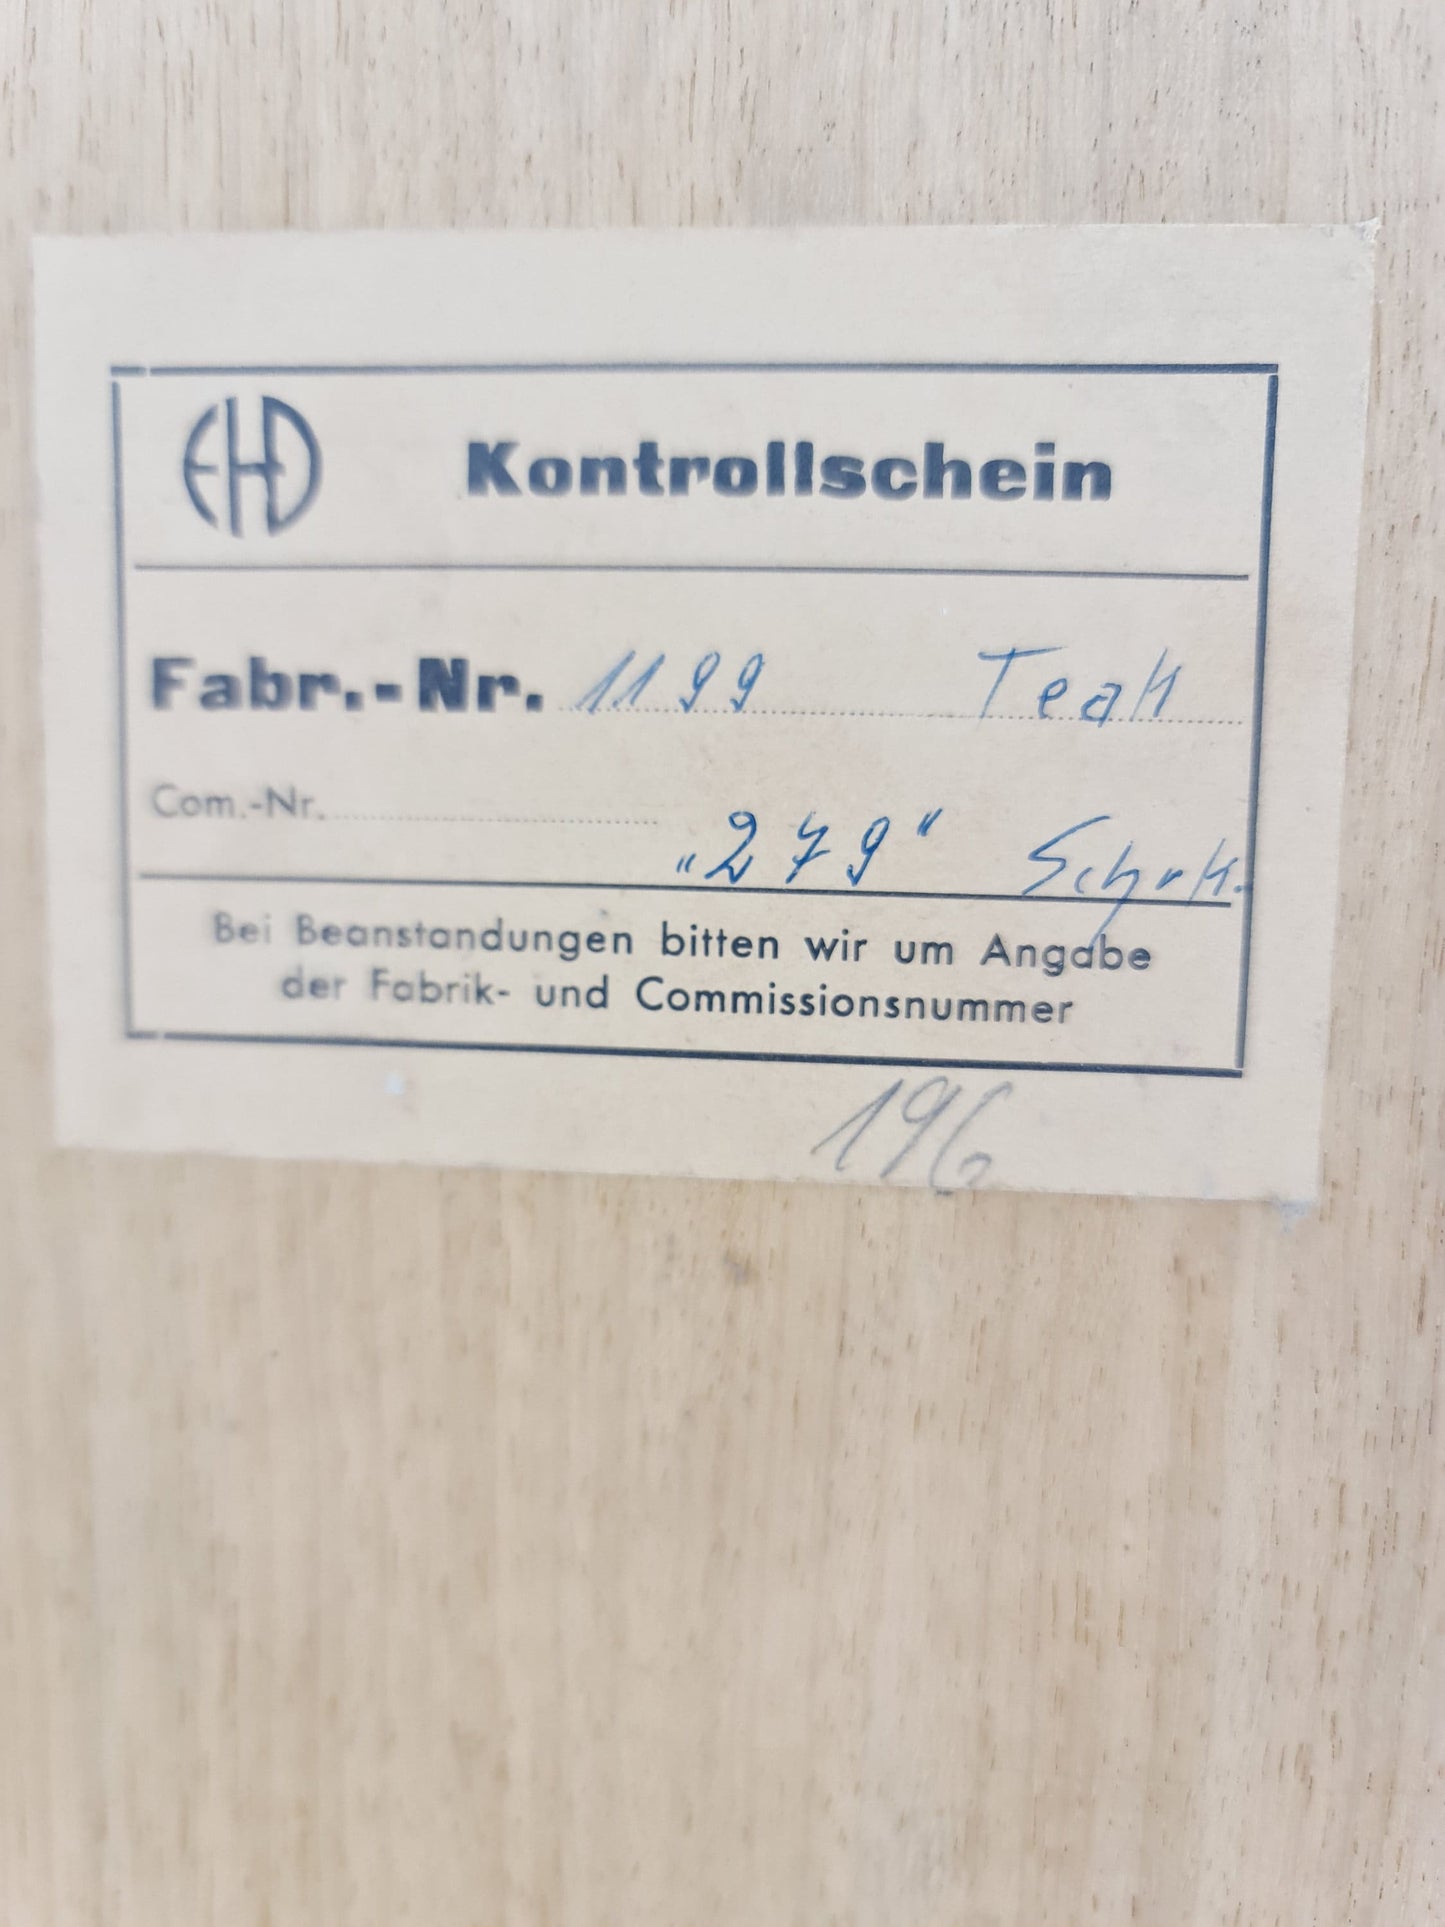 EHD Kontrollschein
Fabr.-Nr. 1199 Teak
Com.-Nr.
„279“
Bei Beanstandungen bitten wir um Angabe
der Fabrik- und Commissionsnummer
196